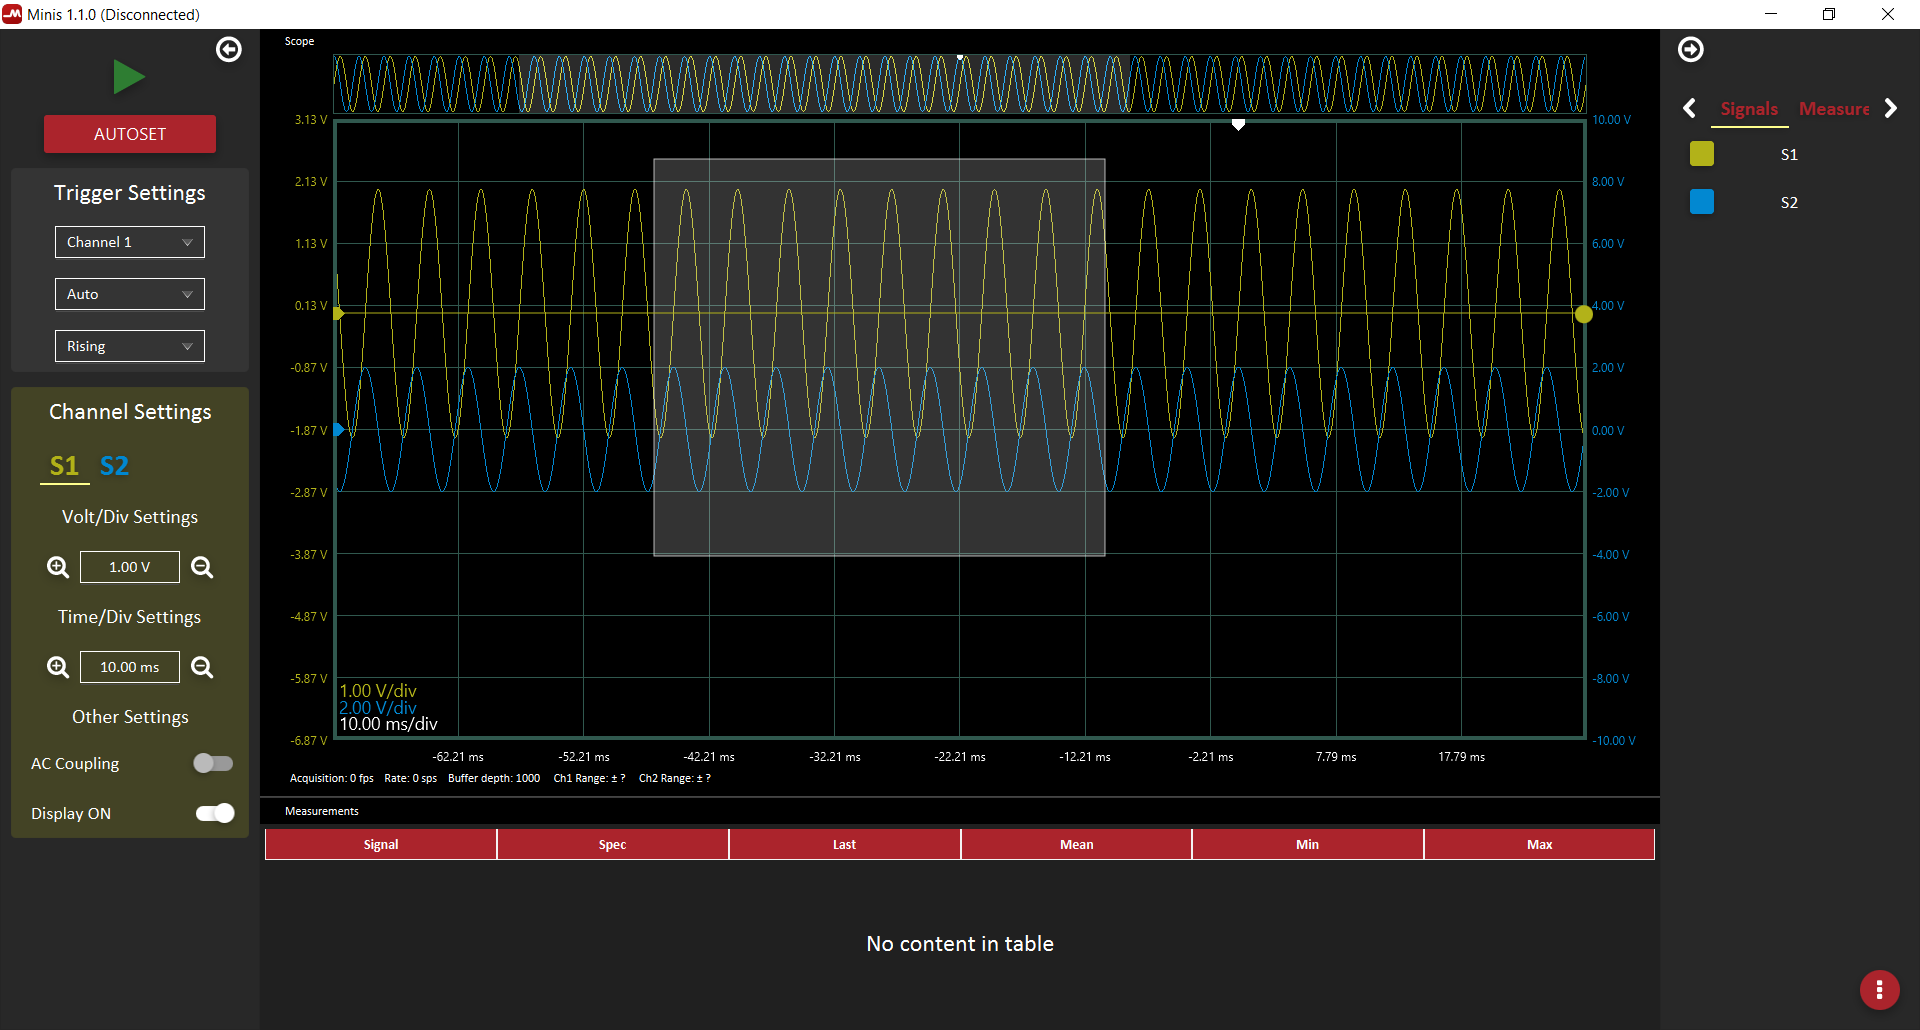 Minis 1.1.0 (Disconnected)
AUTOSET
Trigger Settings
Channel 1
Auto
Rising
Channel Settings
S1 S2
Volt/Div Settings
1.00 V
Time/Div Settings
10.00 ms
Other Settings
AC Coupling
Display ON
Scope
3.13 V
2.13 V
1.13 V
0.13 V
-0.87 V
-1.87 V
-2.87 V
-3.87 V
-4.87 V
-5.87 V
-6.87 V
10.00 V
8.00 V
6.00 V
4.00 V
2.00 V
0.00 V
-2.00 V
-4.00 V
-6.00 V
-8.00 V
-10.00 V
1.00 V/div
2.00 V/div
10.00 ms/div
-62.21 ms -52.21 ms -42.21 ms -32.21 ms -22.21 ms -12.21 ms -2.21 ms 7.79 ms 17.79 ms
Acquisition: 0 fps Rate: 0 sps Buffer depth: 1000 Ch1 Range: ± ? Ch2 Range: ± ?
Measurements
Signal Spec Last Mean Min Max
No content in table
Signals Measure
S1
S2